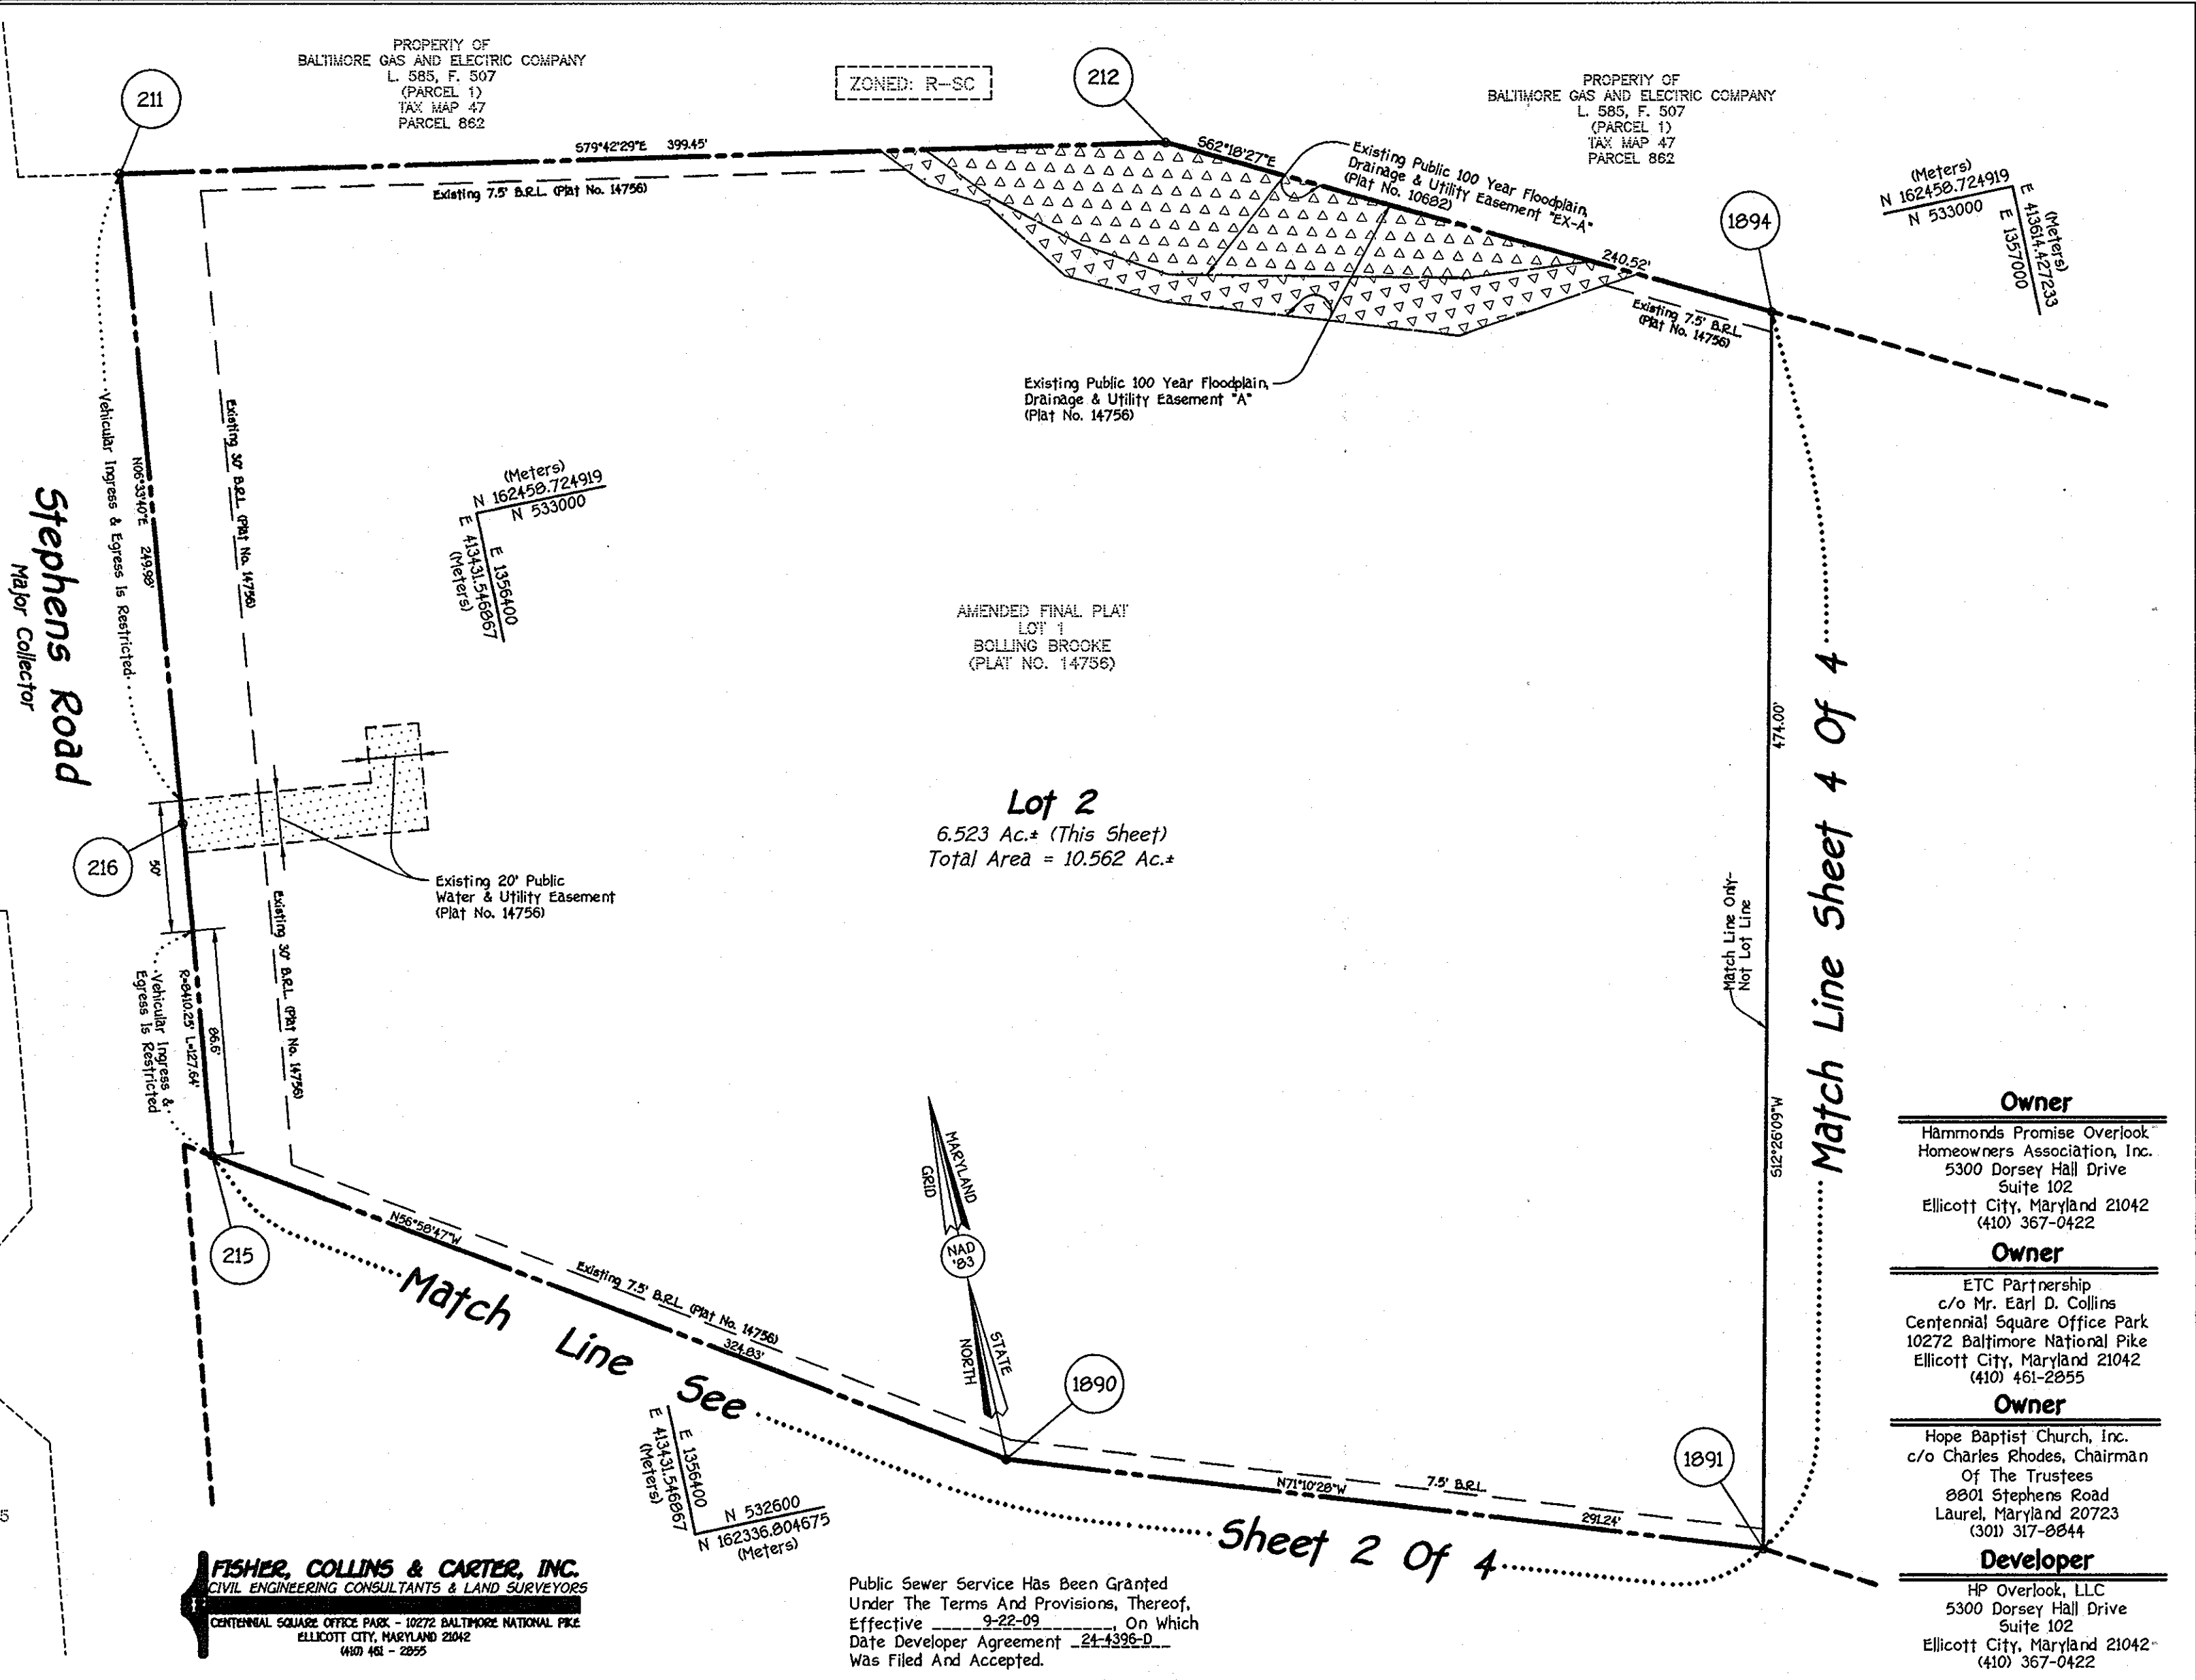 PROPERTY OF
BALTIMORE GAS AND ELECTRIC COMPANY
L. 585, F. 507
(PARCEL 1)
TAX MAP 47
PARCEL 862
ZONED: R-SC
PROPERTY OF
BALTIMORE GAS AND ELECTRIC COMPANY
L. 585, F. 507
(PARCEL 1)
TAX MAP 47
PARCEL 862
211
212
1894
S79°42'29"E 399.45'
Existing 7.5' B.R.L. (Plat No. 14756)
S62°18'27"E
240.52'
Existing Public 100 Year Floodplain,
Drainage & Utility Easement "EX-A"
(Plat No. 10682)
(Meters)
N 162458.724919
N 533000
E 413614.427233
(Meters)
E 1357000
Existing 7.5' B.R.L.
(Plat No. 14756)
Existing Public 100 Year Floodplain,
Drainage & Utility Easement "A"
(Plat No. 14756)
Vehicular Ingress & Egress Is Restricted
N06°33'40"E 249.98'
Existing 30' B.R.L. (Plat No. 14756)
Stephens Road
Major Collector
(Meters)
N 162458.724919
N 533000
E 1356400
E 413431.546867
(Meters)
AMENDED FINAL PLAT
LOT 1
BOLLING BROOKE
(PLAT NO. 14756)
Lot 2
6.523 Ac.± (This Sheet)
Total Area = 10.562 Ac.±
474.00'
Match Line Only-
Not Lot Line
S12°26'09"W
Match Line Sheet 4 Of 4
216
50'
Existing 20' Public
Water & Utility Easement
(Plat No. 14756)
Existing 30' B.R.L. (Plat No. 14756)
Vehicular Ingress &
Egress Is Restricted
R=8410.25' L=127.64'
86.6'
215
N56°58'47"W
Existing 7.5' B.R.L. (Plat No. 14756)
324.83'
Match Line See
MARYLAND
GRID
NAD
'83
STATE
NORTH
1890
E 1356400
E 413431.546867
(Meters)
N 532600
N 162336.804675
(Meters)
N71°10'28"W
7.5' B.R.L.
291.24'
1891
Sheet 2 Of 4
5
Owner
Hammonds Promise Overlook
Homeowners Association, Inc.
5300 Dorsey Hall Drive
Suite 102
Ellicott City, Maryland 21042
(410) 367-0422
Owner
ETC Partnership
c/o Mr. Earl D. Collins
Centennial Square Office Park
10272 Baltimore National Pike
Ellicott City, Maryland 21042
(410) 461-2855
Owner
Hope Baptist Church, Inc.
c/o Charles Rhodes, Chairman
Of The Trustees
8801 Stephens Road
Laurel, Maryland 20723
(301) 317-8844
Developer
HP Overlook, LLC
5300 Dorsey Hall Drive
Suite 102
Ellicott City, Maryland 21042
(410) 367-0422
FISHER, COLLINS & CARTER, INC.
CIVIL ENGINEERING CONSULTANTS & LAND SURVEYORS
CENTENNIAL SQUARE OFFICE PARK - 10272 BALTIMORE NATIONAL PIKE
ELLICOTT CITY, MARYLAND 21042
(410) 461 - 2855
Public Sewer Service Has Been Granted
Under The Terms And Provisions, Thereof,
Effective 9-22-09, On Which
Date Developer Agreement 24-4396-D
Was Filed And Accepted.